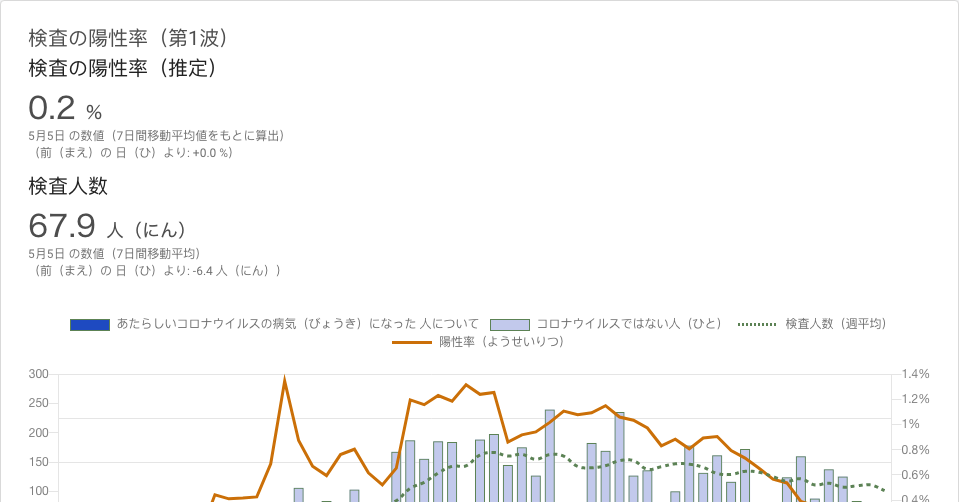 検査の陽性率（第1波）
検査の陽性率（推定）
0.2 %
5月5日 の数値（7日間移動平均値をもとに算出）
（前（まえ）の 日（ひ）より: +0.0 %）
検査人数
67.9 人（にん）
5月5日 の数値（7日間移動平均）
（前（まえ）の 日（ひ）より: -6.4 人（にん））
あたらしいコロナウイルスの病気（びょうき）になった 人について コロナウイルスではない人（ひと） 検査人数（週平均）
陽性率（ようせいりつ）
300 1.4%
250 1.2%
200 1%
150 0.8%
100 0.6%
0.4%